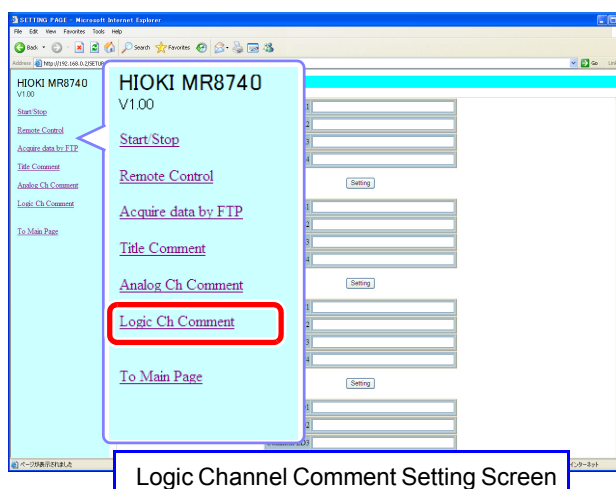 SETTING PAGE - Microsoft Internet Explorer
File Edit View Favorites Tools Help
Back Search Favorites
Address http://192.168.0.2/SETUP Go
HIOKI MR8740
V1.00
Start/Stop
Remote Control
Acquire data by FTP
Title Comment
Analog Ch Comment
Logic Ch Comment
To Main Page
HIOKI MR8740
V1.00
Start/Stop
Remote Control
Acquire data by FTP
Title Comment
Analog Ch Comment
Logic Ch Comment
To Main Page
1
2
3
4
Setting
1
2
3
4
Setting
1
2
3
4
Setting
1
2
ページが表示されました
インターネット
Logic Channel Comment Setting Screen